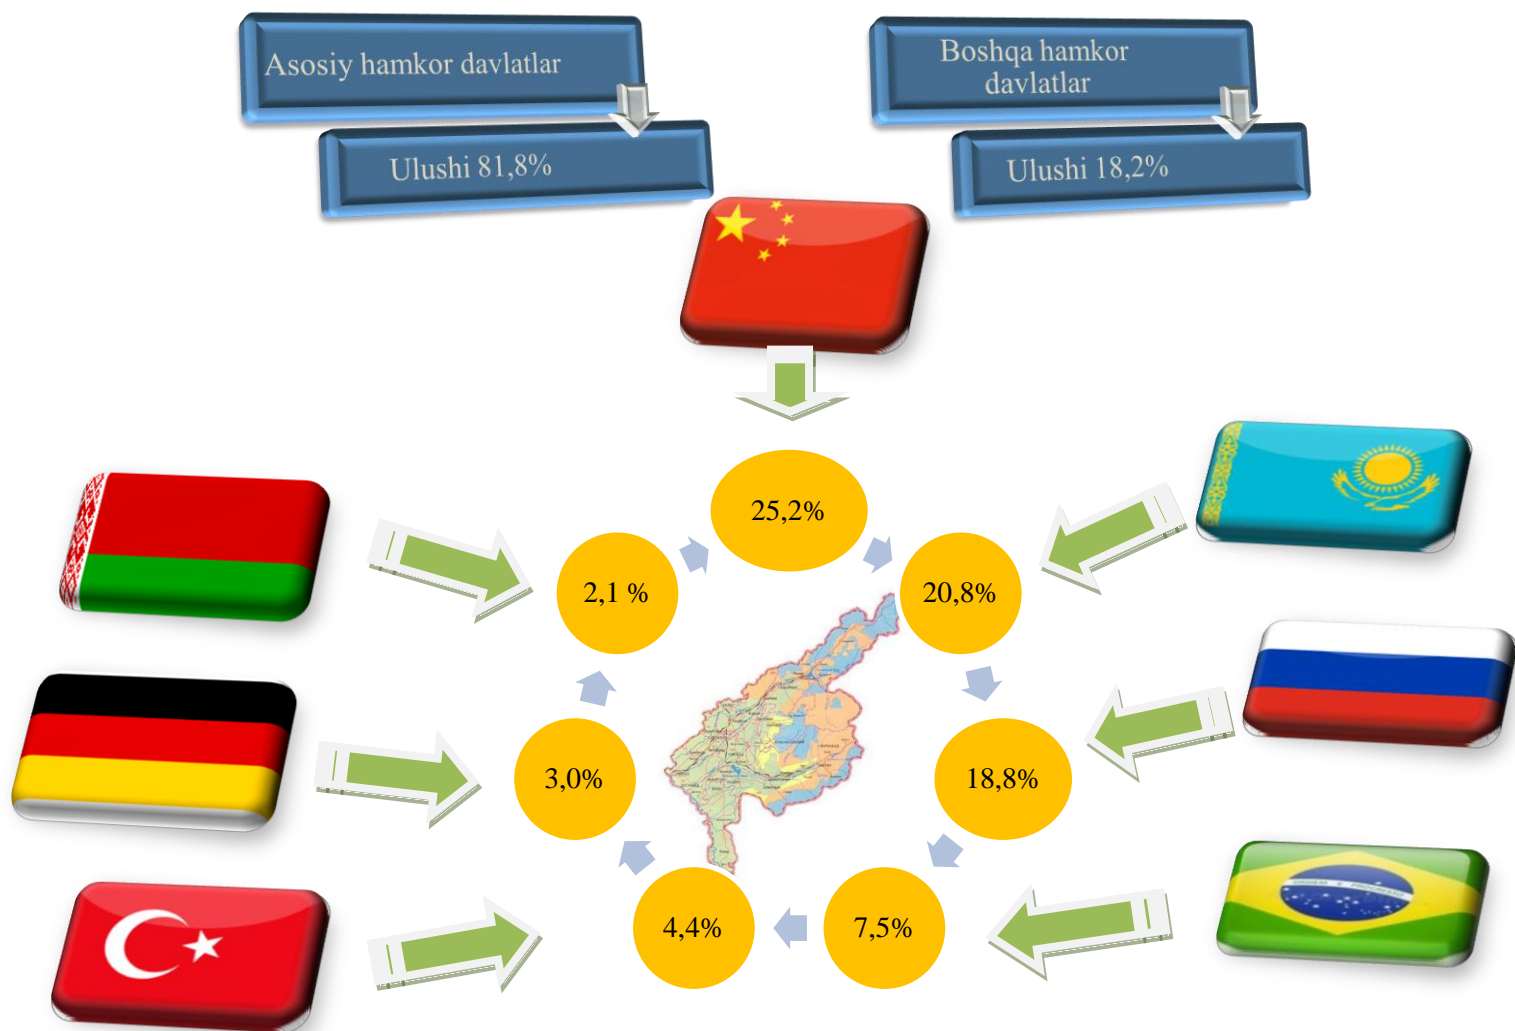 Asosiy hamkor davlatlar
Ulushi 81,8%
Boshqa hamkor
davlatlar
Ulushi 18,2%
25,2%
20,8%
18,8%
7,5%
4,4%
3,0%
2,1 %